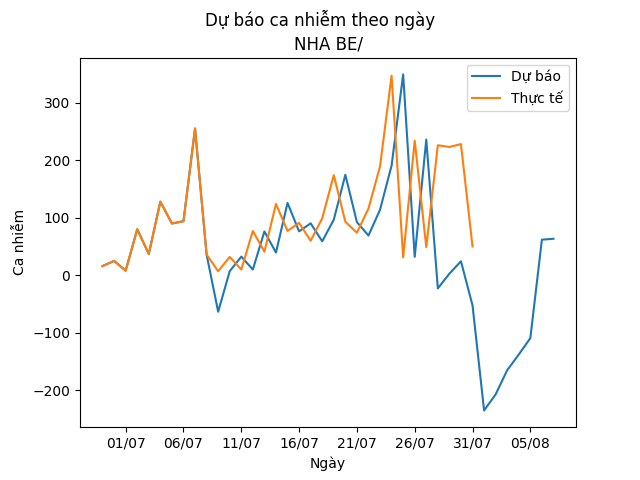 Dự báo ca nhiễm theo ngày
NHA BE/
Dự báo
Thực tế
Ca nhiễm
300
200
100
0
−100
−200
01/07
06/07
11/07
16/07
21/07
26/07
31/07
05/08
Ngày